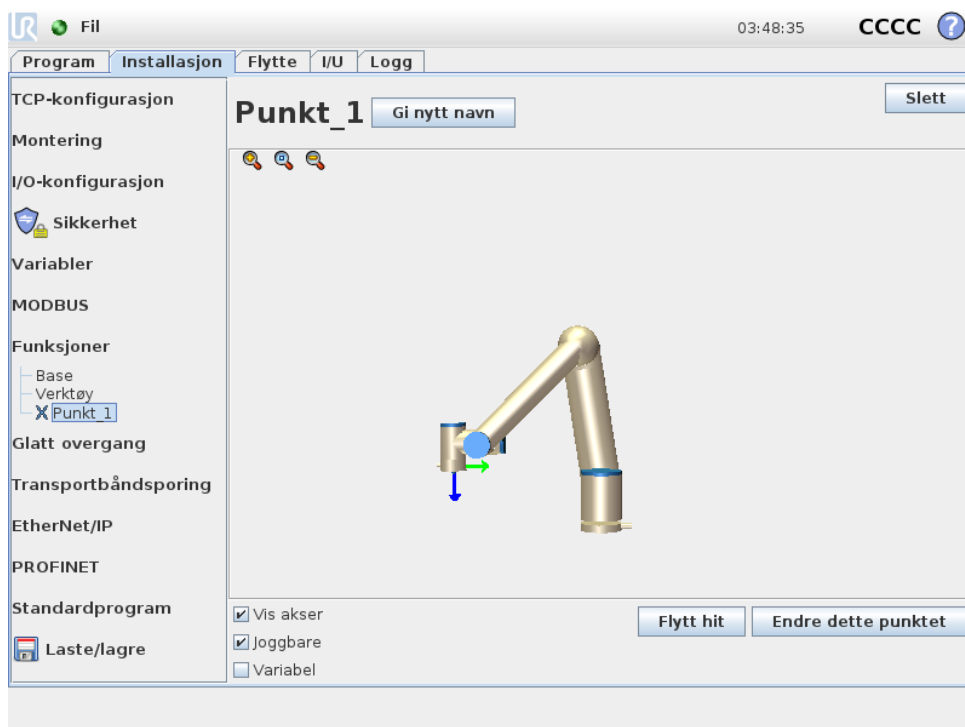 UR Fil 03:48:35 CCCC ?
Program Installasjon Flytte I/U Logg
TCP-konfigurasjon
Montering
I/O-konfigurasjon
Sikkerhet
Variabler
MODBUS
Funksjoner
Base
Verktøy
Punkt_1
Glatt overgang
Transportbåndsporing
EtherNet/IP
PROFINET
Standardprogram
Laste/lagre
Punkt_1 Gi nytt navn Slett
Vis akser
Joggbare
Variabel
Flytt hit Endre dette punktet